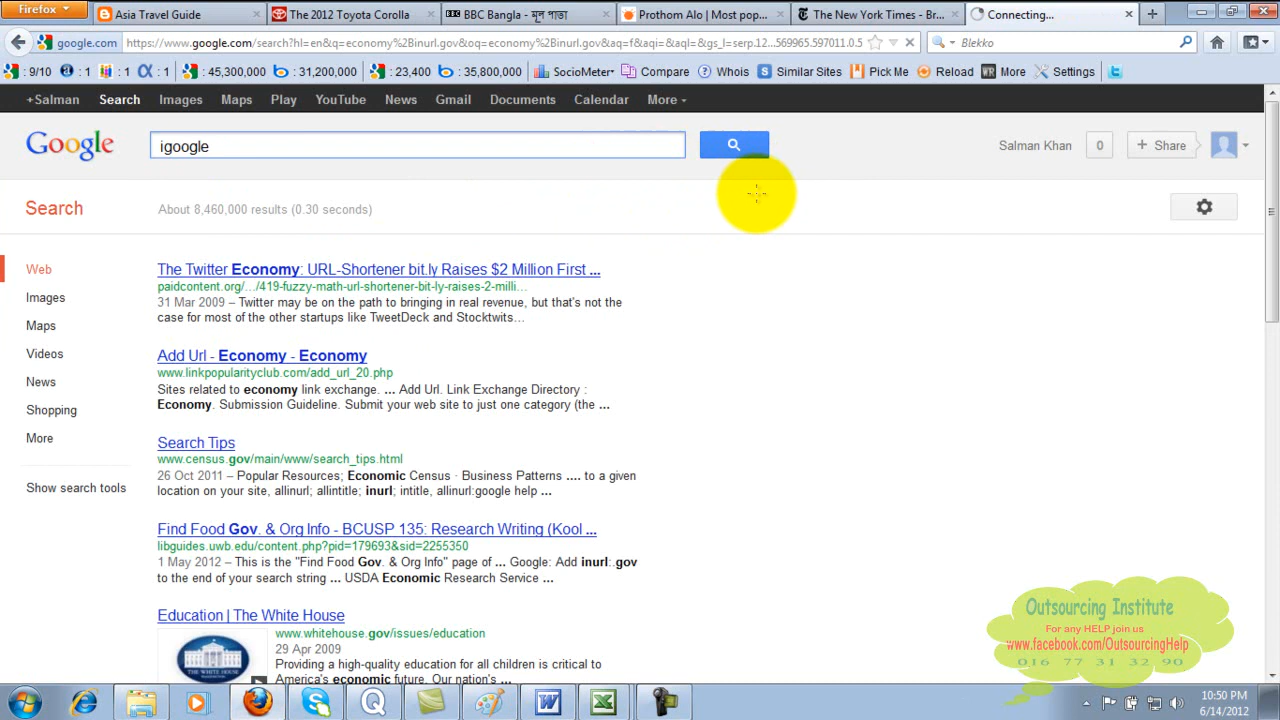 Firefox
Asia Travel Guide
The 2012 Toyota Corolla
BBC Bangla - মূল পাতা
Prothom Alo | Most pop...
The New York Times - Br...
Connecting...
google.com
https://www.google.com/search?hl=en&q=economy%2Binurl.gov&oq=economy%2Binurl.gov&aq=f&aqi=&aql=&gs_l=serp.12...569965.597011.0.5
Blekko
: 9/10
: 1
: 1
: 1
: 45,300,000
: 31,200,000
: 23,400
: 35,800,000
SocioMeter
Compare
Whois
Similar Sites
Pick Me
Reload
More
Settings
+Salman
Search
Images
Maps
Play
YouTube
News
Gmail
Documents
Calendar
More
Google
igoogle
Salman Khan
0
+ Share
Search
About 8,460,000 results (0.30 seconds)
Web
Images
Maps
Videos
News
Shopping
More
Show search tools
The Twitter Economy: URL-Shortener bit.ly Raises $2 Million First ...
paidcontent.org/.../419-fuzzy-math-url-shortener-bit-ly-raises-2-milli...
31 Mar 2009 – Twitter may be on the path to bringing in real revenue, but that's not the
case for most of the other startups like TweetDeck and Stocktwits...
Add Url - Economy - Economy
www.linkpopularityclub.com/add_url_20.php
Sites related to economy link exchange. ... Add Url. Link Exchange Directory :
Economy. Submission Guideline. Submit your web site to just one category (the ...
Search Tips
www.census.gov/main/www/search_tips.html
26 Oct 2011 – Popular Resources; Economic Census · Business Patterns .... to a given
location on your site, allinurl; allintitle; inurl; intitle, allinurl:google help ...
Find Food Gov. & Org Info - BCUSP 135: Research Writing (Kool ...
libguides.uwb.edu/content.php?pid=179693&sid=2255350
1 May 2012 – This is the "Find Food Gov. & Org Info" page of ... Google: Add inurl:.gov
to the end of your search string ... USDA Economic Research Service ...
Education | The White House
www.whitehouse.gov/issues/education
29 Apr 2009
Providing a high-quality education for all children is critical to
America's economic future. Our nation's ...
THE WHITE HOUSE
Outsourcing Institute
For any HELP join us
www.facebook.com/OutsourcingHelp
016 77 31 32 90
10:50 PM
6/14/2012